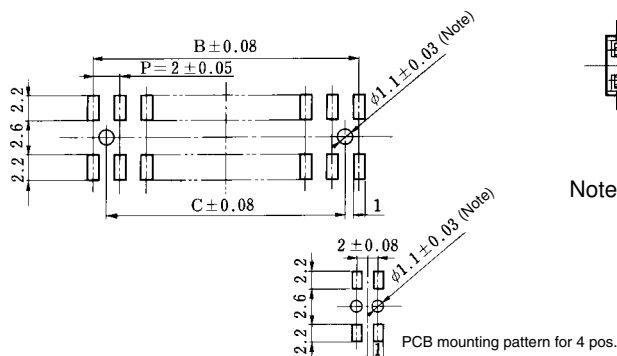 B±0.08
P=2±0.05
ϕ1.1±0.03 (Note)
2.2
2.6
2.2
C±0.08
1
Note
2±0.08
ϕ1.1±0.03 (Note)
2.2
2.6
2.2
1
PCB mounting pattern for 4 pos.